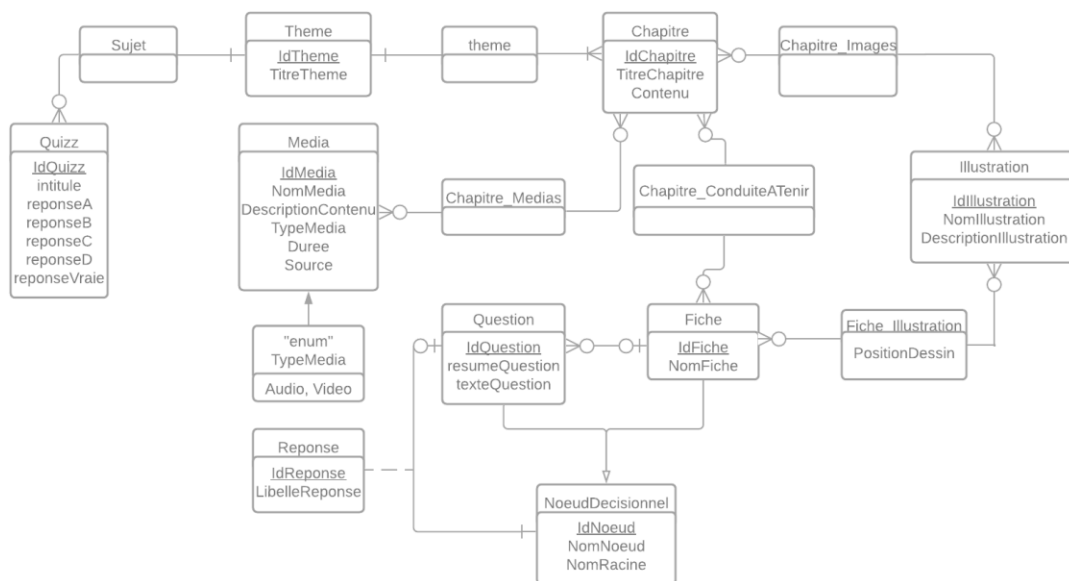 Sujet
Theme
IdTheme
TitreTheme
theme
Chapitre
IdChapitre
TitreChapitre
Contenu
Chapitre_Images
Quizz
IdQuizz
intitule
reponseA
reponseB
reponseC
reponseD
reponseVraie
Media
IdMedia
NomMedia
DescriptionContenu
TypeMedia
Duree
Source
Chapitre_Medias
Chapitre_ConduiteATenir
Illustration
IdIllustration
NomIllustration
DescriptionIllustration
"enum"
TypeMedia
Audio, Video
Question
IdQuestion
resumeQuestion
texteQuestion
Fiche
IdFiche
NomFiche
Fiche_Illustration
PositionDessin
Reponse
IdReponse
LibelleReponse
NoeudDecisionnel
IdNoeud
NomNoeud
NomRacine